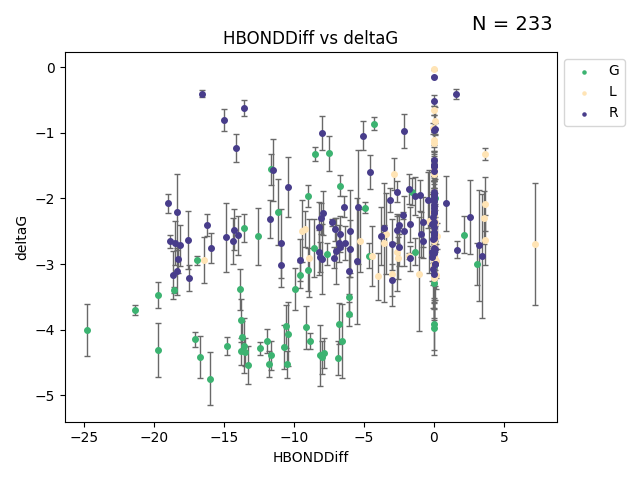 N = 233
HBONDDiff vs deltaG
deltaG
0
−1
−2
−3
−4
−5
−25
−20
−15
−10
−5
0
5
HBONDDiff
G
L
R